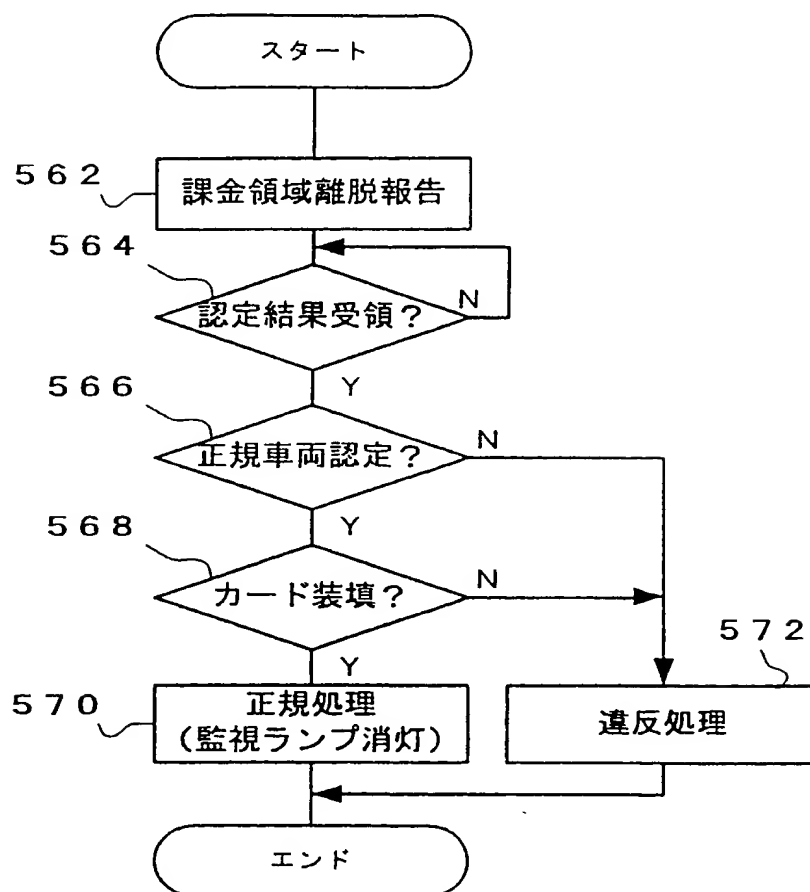 スタート
562
課金領域離脱報告
564
認定結果受領?
N
Y
566
正規車両認定?
N
Y
568
カード装填?
N
Y
570
正規処理
(監視ランプ消灯)
572
違反処理
エンド